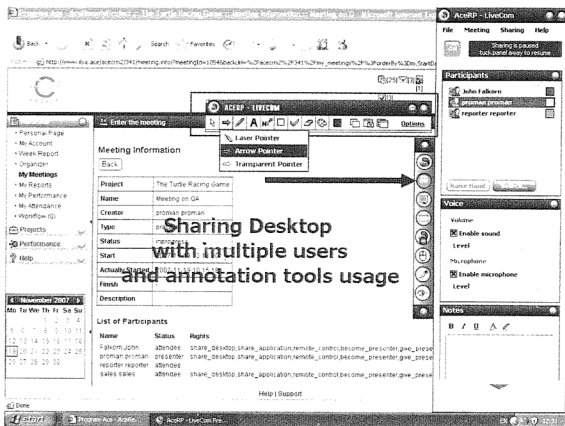 Back
Search
Favorites
AceRP - LiveCom
File Meeting Sharing Help
Sharing is paused
tuck panel away to resume
Participants
John Falkorn
proman proman
reporter reporter
Voice
Volume
Enable sound
Level
Microphone
Enable microphone
Level
Notes
B I U
ACERP - LIVECOM
Options
Laser Pointer
Arrow Pointer
Transparent Pointer
Enter the meeting
Personal Page
My Account
Week Report
Organizer
My Meetings
My Reports
My Performance
My Attendance
Workflow (0)
Projects
Performance
Help
November 2007
Mo Tu We Th Fr Sa Su
Meeting Information
Back
Project The Turtle Racing Game
Name Meeting on QA
Creator proman proman
Type
Status inprogress
Start
Actually Started
Finish
Description
Sharing Desktop
with multiple users
and annotation tools usage
List of Participants
Name Status Rights
Falkorn John attendee share_desktop,share_application,remote_control,become_presenter,give_prese
proman proman presenter share_desktop,share_application,remote_control,become_presenter,give_prese
reporter reporter attendee
sales sales attendee share_desktop,share_application,remote_control,become_presenter,give_prese
Help | Support
Done
start
AceRP - LiveCom Pre...